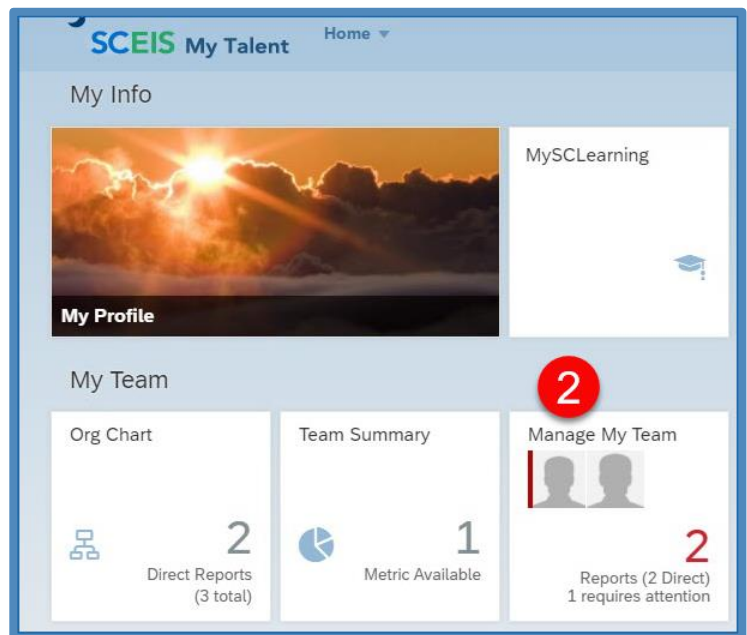 SCEIS My Talent
Home
My Info
MySCLearning
My Profile
My Team
2
Org Chart
Team Summary
Manage My Team
2
Direct Reports
(3 total)
1
Metric Available
2
Reports (2 Direct)
1 requires attention